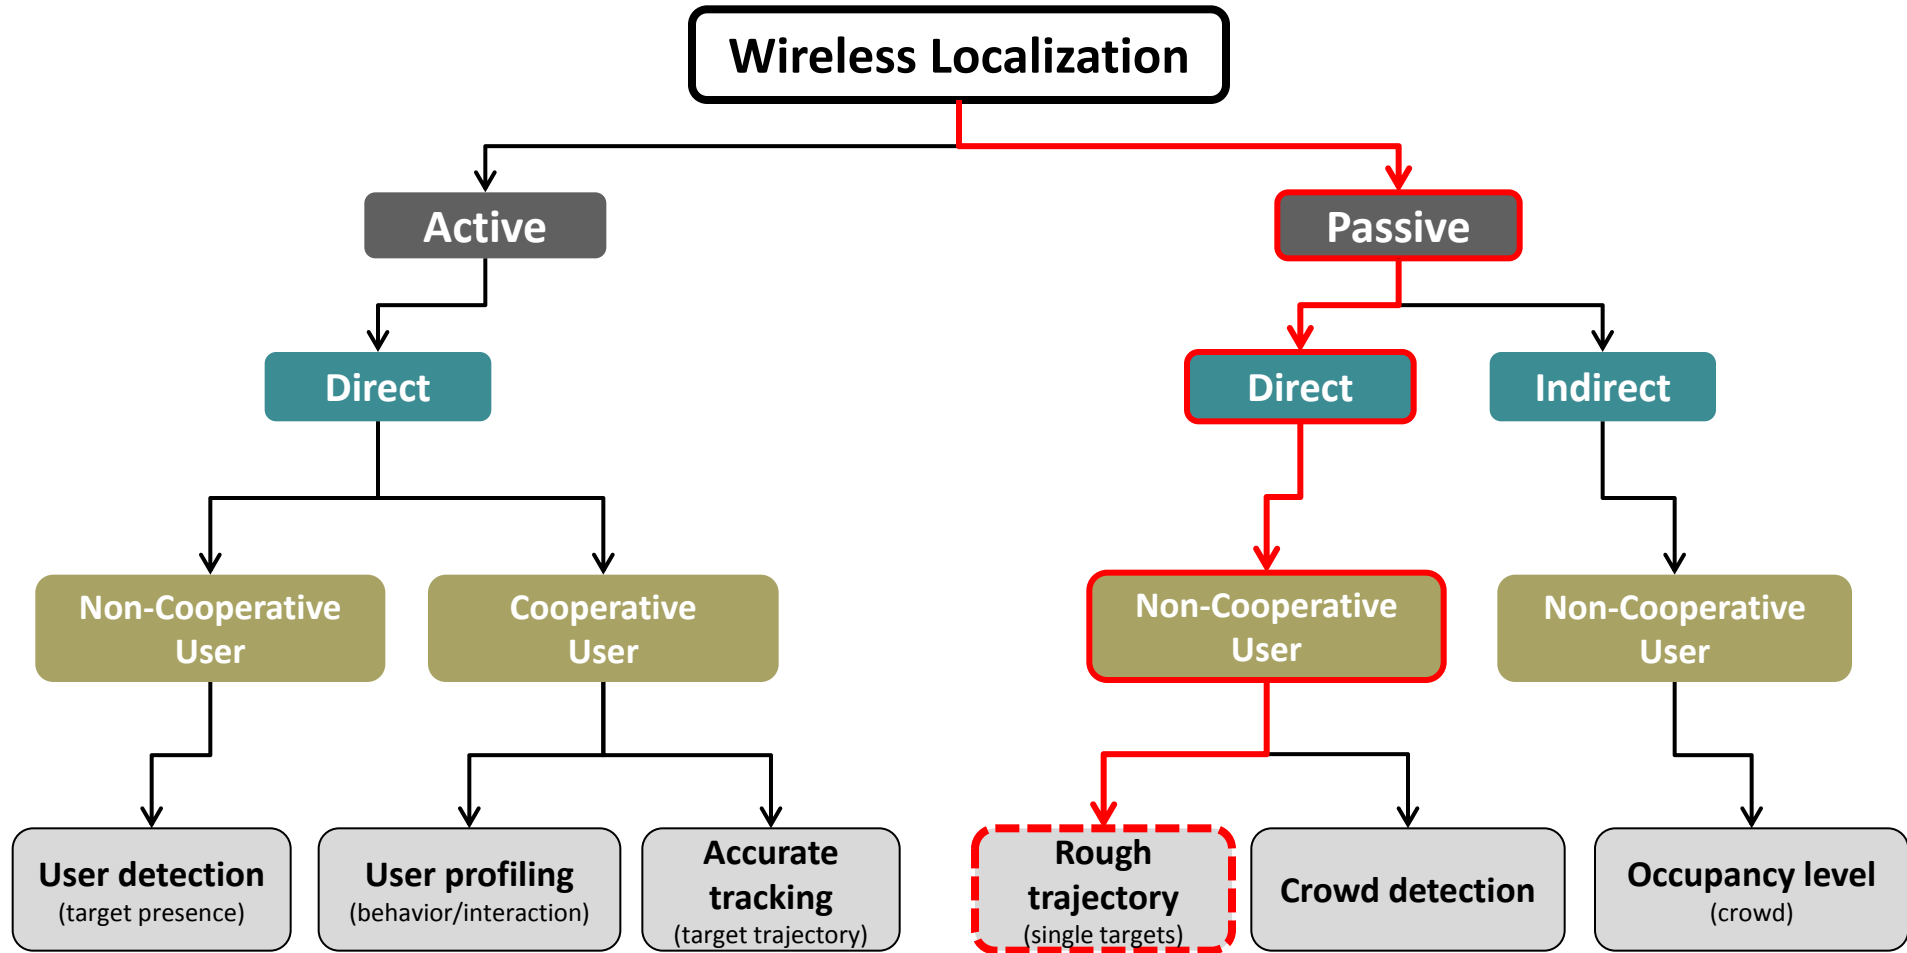 Wireless Localization
Active
Passive
Direct
Direct
Indirect
Non-Cooperative
User
Cooperative
User
Non-Cooperative
User
Non-Cooperative
User
User detection
(target presence)
User profiling
(behavior/interaction)
Accurate
tracking
(target trajectory)
Rough
trajectory
(single targets)
Crowd detection
Occupancy level
(crowd)